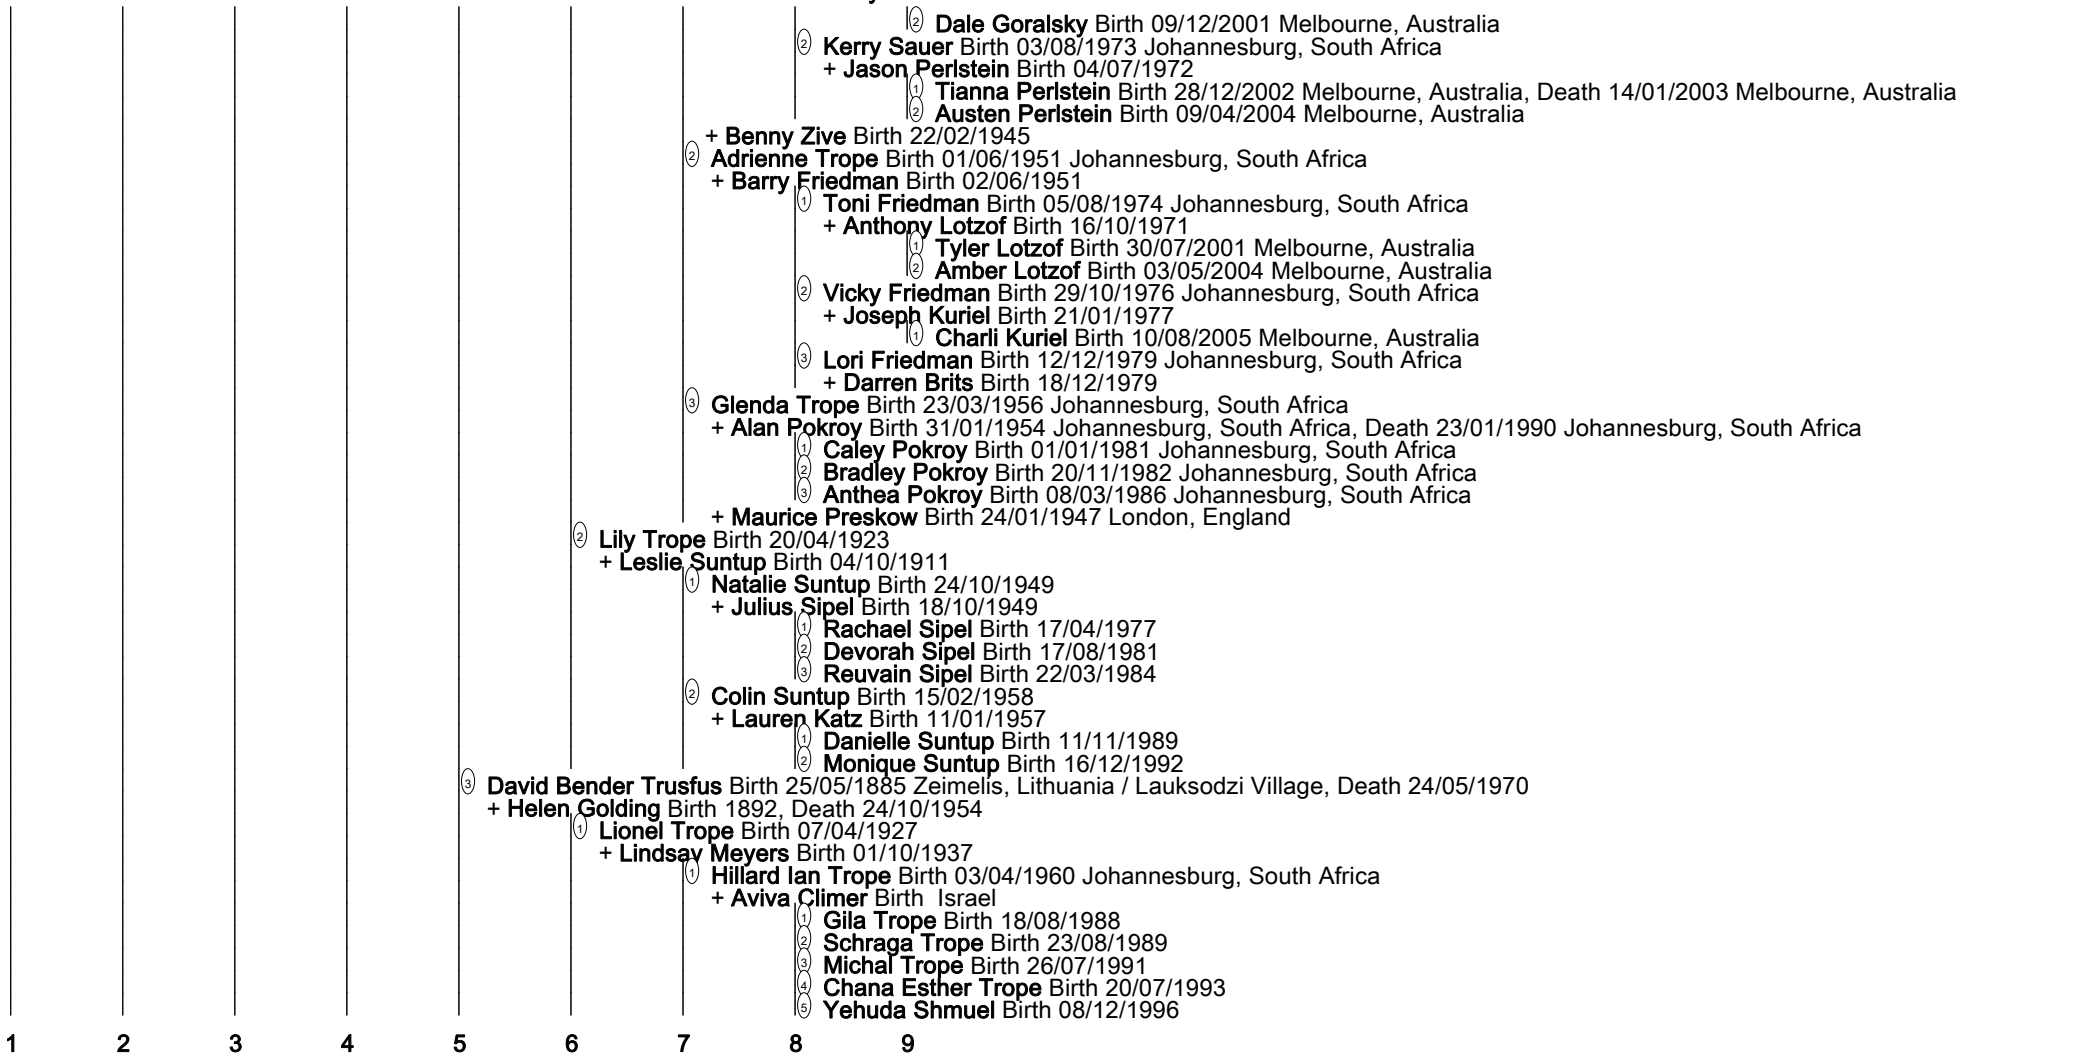 ② Dale Goralsky Birth 09/12/2001 Melbourne, Australia
② Kerry Sauer Birth 03/08/1973 Johannesburg, South Africa
+ Jason Perlstein Birth 04/07/1972
① Tianna Perlstein Birth 28/12/2002 Melbourne, Australia, Death 14/01/2003 Melbourne, Australia
② Austen Perlstein Birth 09/04/2004 Melbourne, Australia
+ Benny Zive Birth 22/02/1945
② Adrienne Trope Birth 01/06/1951 Johannesburg, South Africa
+ Barry Friedman Birth 02/06/1951
① Toni Friedman Birth 05/08/1974 Johannesburg, South Africa
+ Anthony Lotzof Birth 16/10/1971
① Tyler Lotzof Birth 30/07/2001 Melbourne, Australia
② Amber Lotzof Birth 03/05/2004 Melbourne, Australia
② Vicky Friedman Birth 29/10/1976 Johannesburg, South Africa
+ Joseph Kuriel Birth 21/01/1977
① Charli Kuriel Birth 10/08/2005 Melbourne, Australia
③ Lori Friedman Birth 12/12/1979 Johannesburg, South Africa
+ Darren Brits Birth 18/12/1979
③ Glenda Trope Birth 23/03/1956 Johannesburg, South Africa
+ Alan Pokroy Birth 31/01/1954 Johannesburg, South Africa, Death 23/01/1990 Johannesburg, South Africa
① Caley Pokroy Birth 01/01/1981 Johannesburg, South Africa
② Bradley Pokroy Birth 20/11/1982 Johannesburg, South Africa
③ Anthea Pokroy Birth 08/03/1986 Johannesburg, South Africa
+ Maurice Preskow Birth 24/01/1947 London, England
② Lily Trope Birth 20/04/1923
+ Leslie Suntup Birth 04/10/1911
① Natalie Suntup Birth 24/10/1949
+ Julius Sipel Birth 18/10/1949
① Rachael Sipel Birth 17/04/1977
② Devorah Sipel Birth 17/08/1981
③ Reuvain Sipel Birth 22/03/1984
② Colin Suntup Birth 15/02/1958
+ Lauren Katz Birth 11/01/1957
① Danielle Suntup Birth 11/11/1989
② Monique Suntup Birth 16/12/1992
③ David Bender Trusfus Birth 25/05/1885 Zeimelis, Lithuania / Lauksodzi Village, Death 24/05/1970
+ Helen Golding Birth 1892, Death 24/10/1954
① Lionel Trope Birth 07/04/1927
+ Lindsay Meyers Birth 01/10/1937
① Hillard Ian Trope Birth 03/04/1960 Johannesburg, South Africa
+ Aviva Climer Birth  Israel
① Gila Trope Birth 18/08/1988
② Schraga Trope Birth 23/08/1989
③ Michal Trope Birth 26/07/1991
④ Chana Esther Trope Birth 20/07/1993
⑤ Yehuda Shmuel Birth 08/12/1996
1 2 3 4 5 6 7 8 9